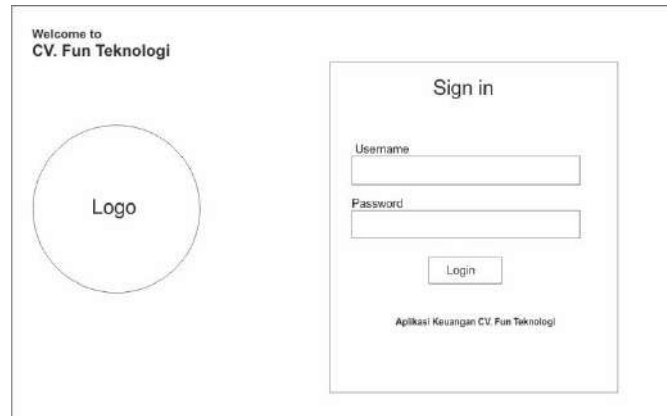 Welcome to
CV. Fun Teknologi
Logo
Sign in
Username
Password
Login
Aplikasi Keuangan CV. Fun Teknologi